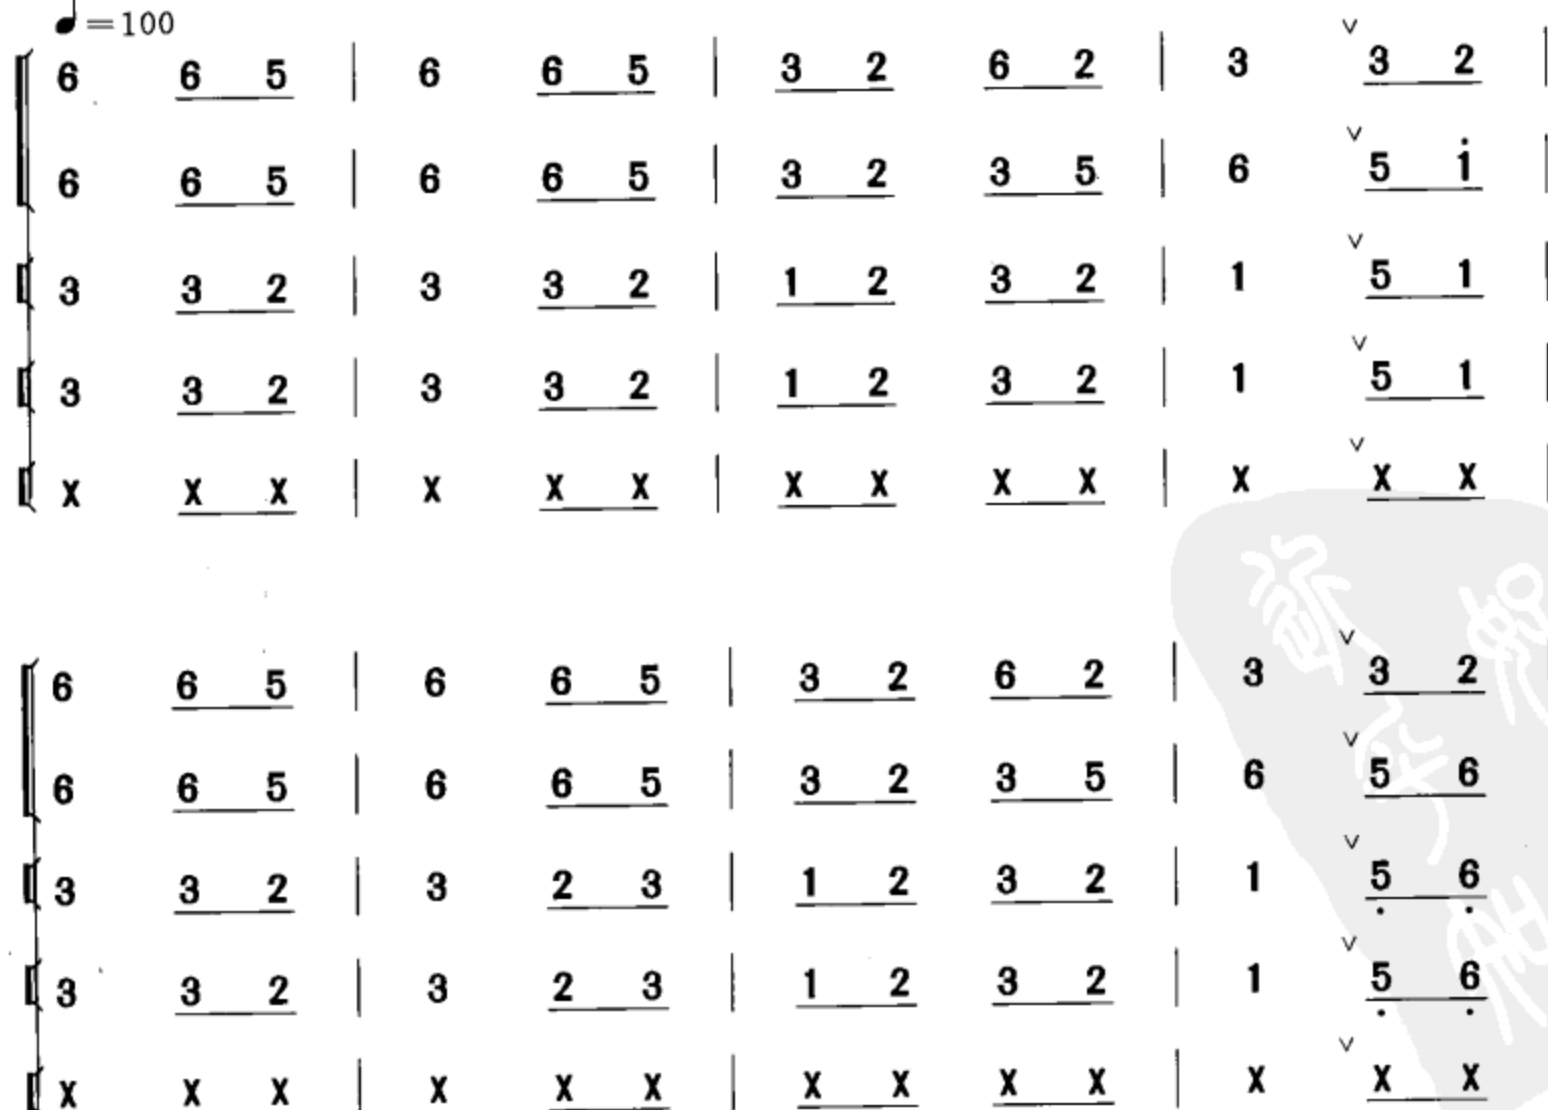 ♩=100
6 6 5 | 6 6 5 | 3 2 6 2 | 3 ∨ 3 2 |
6 6 5 | 6 6 5 | 3 2 3 5 | 6 ∨ 5 1̇ |
3 3 2 | 3 3 2 | 1 2 3 2 | 1 ∨ 5 1 |
3 3 2 | 3 3 2 | 1 2 3 2 | 1 ∨ 5 1 |
X X X | X X X | X X X X | X ∨ X X
6 6 5 | 6 6 5 | 3 2 6 2 | 3 ∨ 3 2
6 6 5 | 6 6 5 | 3 2 3 5 | 6 ∨ 5 6
3 3 2 | 3 2 3 | 1 2 3 2 | 1 ∨ 5̣ 6̣
3 3 2 | 3 2 3 | 1 2 3 2 | 1 ∨ 5̣ 6̣
X X X | X X X | X X X X | X ∨ X X